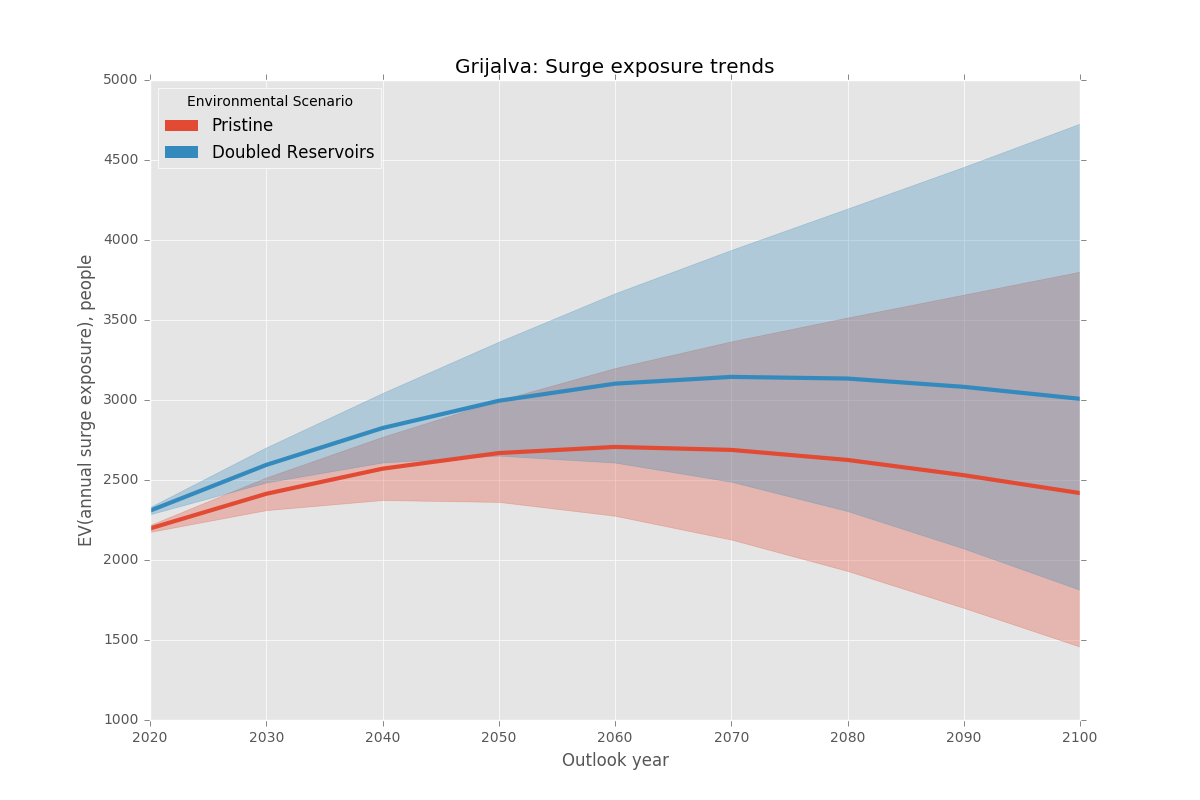 Grijalva: Surge exposure trends
Environmental Scenario
Pristine
Doubled Reservoirs
EV(annual surge exposure), people
5000
4500
4000
3500
3000
2500
2000
1500
1000
2020 2030 2040 2050 2060 2070 2080 2090 2100
Outlook year